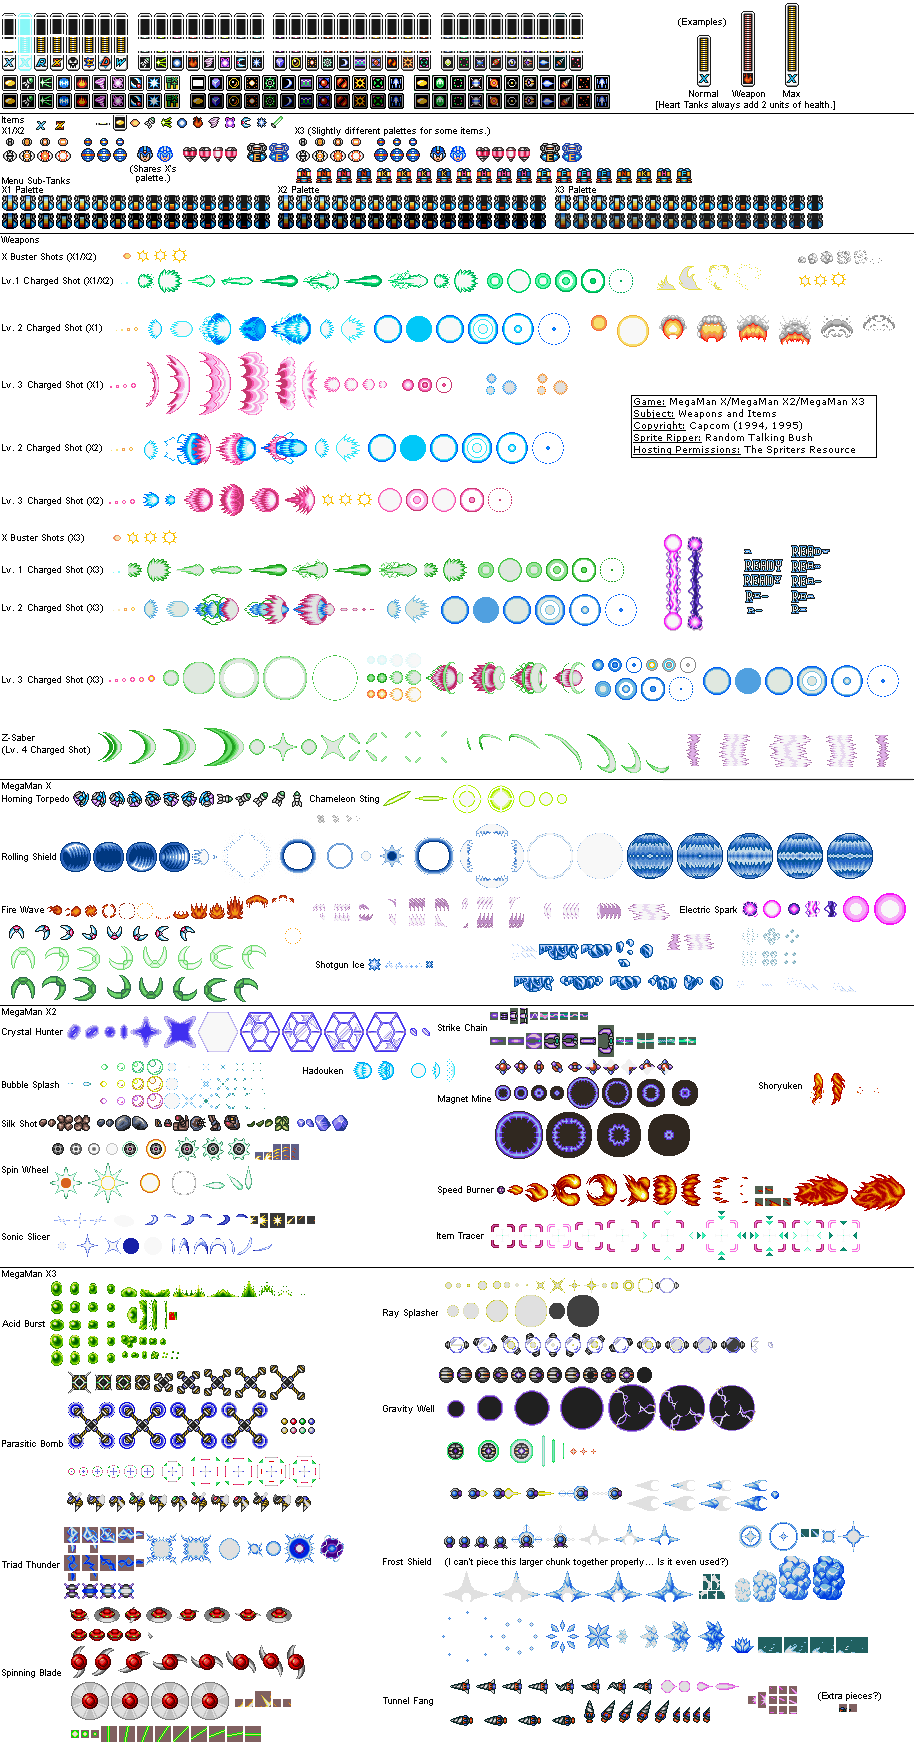 (Examples)
Normal Weapon Max
[Heart Tanks always add 2 units of health.]
Items
X1/X2
X3 (Slightly different palettes for some items.)
(Shares X's
palette.)
Menu Sub-Tanks
X1 Palette
X2 Palette
X3 Palette
Weapons
X Buster Shots (X1/X2)
Lv.1 Charged Shot (X1/X2)
Lv. 2 Charged Shot (X1)
Lv. 3 Charged Shot (X1)
Game: MegaMan X/MegaMan X2/MegaMan X3
Subject: Weapons and Items
Copyright: Capcom (1994, 1995)
Sprite Ripper: Random Talking Bush
Hosting Permissions: The Spriters Resource
Lv. 2 Charged Shot (X2)
Lv. 3 Charged Shot (X2)
X Buster Shots (X3)
Lv. 1 Charged Shot (X3)
READY
READY
Lv. 2 Charged Shot (X3)
Lv. 3 Charged Shot (X3)
Z-Saber
(Lv. 4 Charged Shot)
MegaMan X
Homing Torpedo
Chameleon Sting
Rolling Shield
Fire Wave
Electric Spark
Shotgun Ice
MegaMan X2
Crystal Hunter
Strike Chain
Hadouken
Bubble Splash
Shoryuken
Magnet Mine
Silk Shot
Spin Wheel
Speed Burner
Sonic Slicer
Item Tracer
MegaMan X3
Acid Burst
Ray Splasher
Gravity Well
Parasitic Bomb
Triad Thunder
Frost Shield
(I can't piece this larger chunk together properly... Is it even used?)
Spinning Blade
Tunnel Fang
(Extra pieces?)